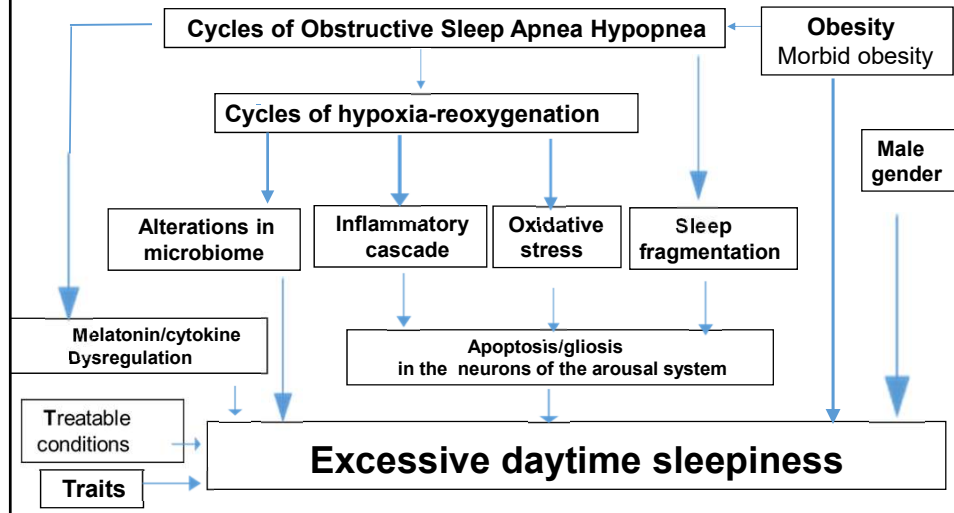 Cycles of Obstructive Sleep Apnea Hypopnea
Obesity
Morbid obesity
Cycles of hypoxia-reoxygenation
Male
gender
Alterations in
microbiome
Inflammatory
cascade
Oxidative
stress
Sleep
fragmentation
Melatonin/cytokine
Dysregulation
Apoptosis/gliosis
in the neurons of the arousal system
Treatable
conditions
Traits
Excessive daytime sleepiness